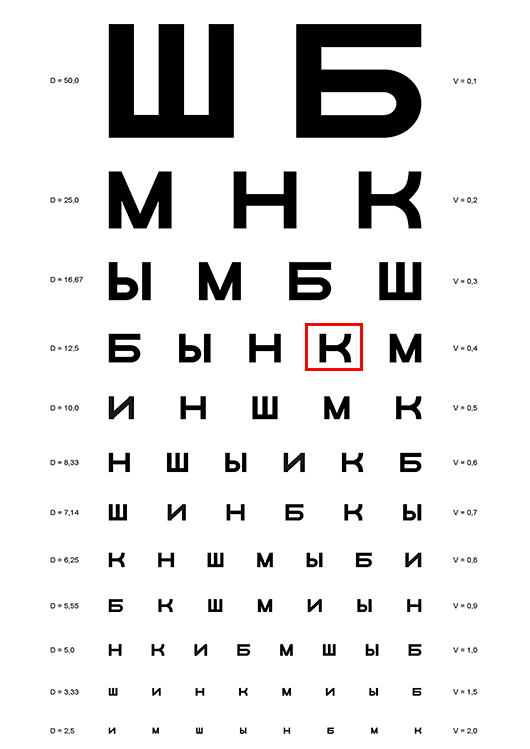 D = 50,0 Ш Б V = 0,1
D = 25,0 М Н К V = 0,2
D = 16,67 Ы М Б Ш V = 0,3
D = 12,5 Б Ы Н К М V = 0,4
D = 10,0 И Н Ш М К V = 0,5
D = 8,33 Н Ш Ы И К Б V = 0,6
D = 7,14 Ш И Н Б К Ы V = 0,7
D = 6,25 К Н Ш М Ы Б И V = 0,8
D = 5,55 Б К Ш М И Ы Н V = 0,9
D = 5,0 Н К И Б М Ш Ы Б V = 1,0
D = 3,33 Ш И Н К М И Ы Б V = 1,5
D = 2,5 И М Ш Ы Н Б М К V = 2,0